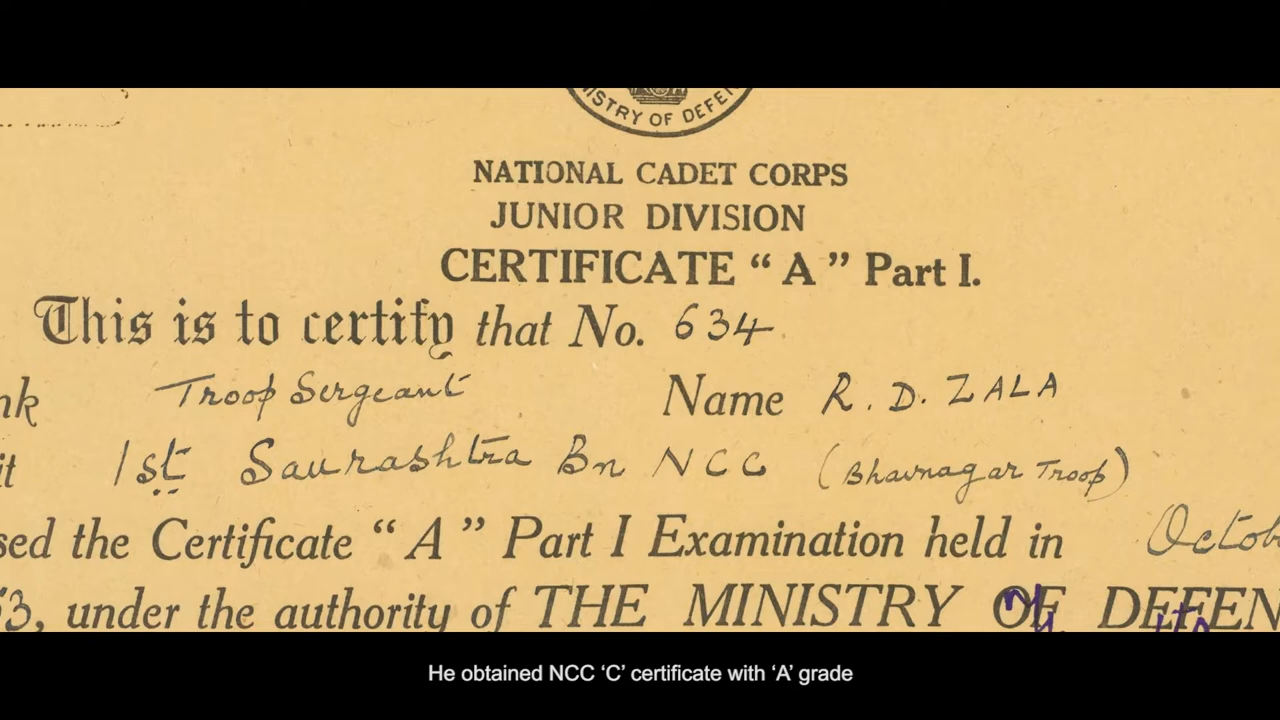 ISTRY OF DEFEN
NATIONAL CADET CORPS
JUNIOR DIVISION
CERTIFICATE “ A ” Part I.
This is to certify that No. 634
nk Troop Sergeant Name R. D. ZALA
it 1st Saurashtra Bn NCC (Bhavnagar Troop)
sed the Certificate “ A ” Part I Examination held in Octob
53, under the authority of THE MINISTRY OF DEFEN
He obtained NCC ‘C’ certificate with ‘A’ grade